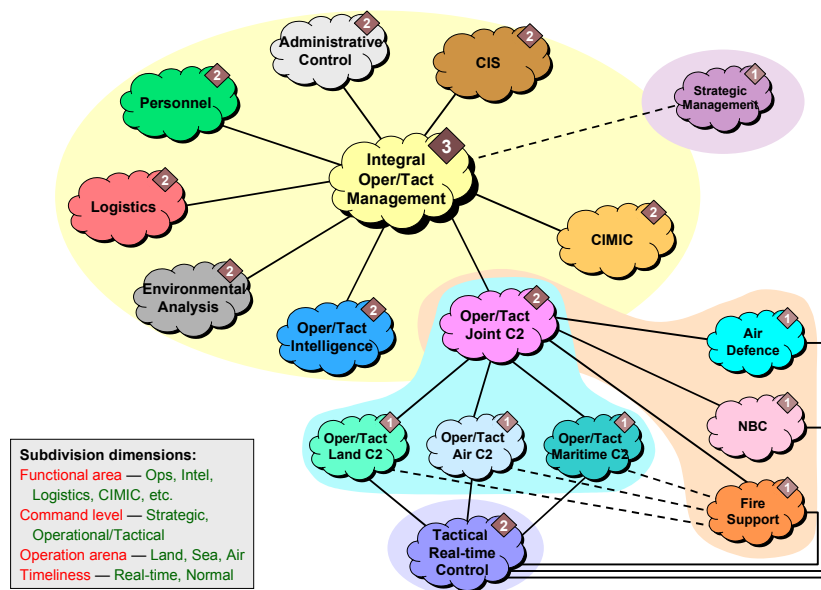 2
Administrative
Control
2
CIS
2
Personnel
1
Strategic
Management
3
Integral
Oper/Tact
Management
2
Logistics
2
CIMIC
2
Environmental
Analysis
2
Oper/Tact
Intelligence
2
Oper/Tact
Joint C2
1
Air
Defence
1
NBC
1
Oper/Tact
Land C2
1
Oper/Tact
Air C2
1
Oper/Tact
Maritime C2
1
Fire
Support
2
Tactical
Real-time
Control
Subdivision dimensions:
Functional area — Ops, Intel,
Logistics, CIMIC, etc.
Command level — Strategic,
Operational/Tactical
Operation arena — Land, Sea, Air
Timeliness — Real-time, Normal